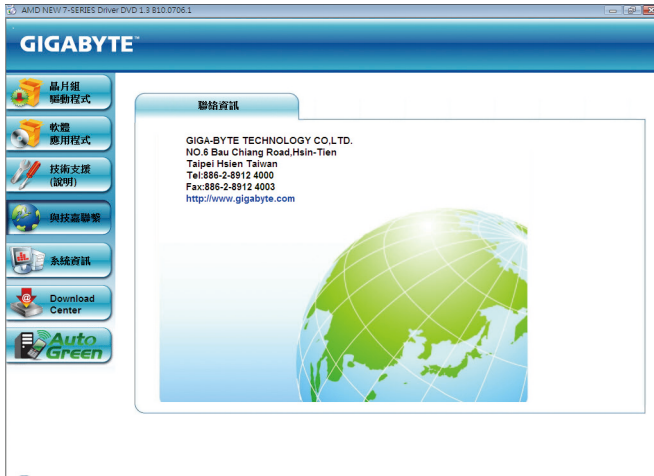 AMD NEW 7-SERIES Driver DVD 1.3 B10.0706.1
GIGABYTE™
晶片組
驅動程式
軟體
應用程式
技術支援
(說明)
與技嘉聯繫
系統資訊
Download
Center
Auto
Green
聯絡資訊
GIGA-BYTE TECHNOLOGY CO,LTD.
NO.6 Bau Chiang Road,Hsin-Tien
Taipei Hsien Taiwan
Tel:886-2-8912 4000
Fax:886-2-8912 4003
http://www.gigabyte.com